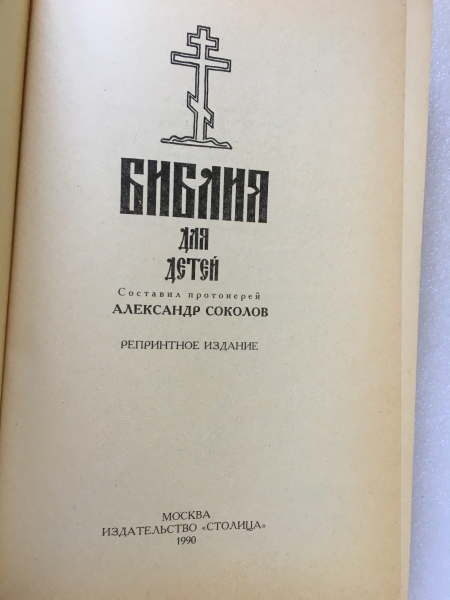 БИБЛИЯ
ДЛЯ
ДЕТЕЙ
Составил протоиерей
АЛЕКСАНДР СОКОЛОВ
РЕПРИНТНОЕ ИЗДАНИЕ
МОСКВА
ИЗДАТЕЛЬСТВО «СТОЛИЦА»
1990